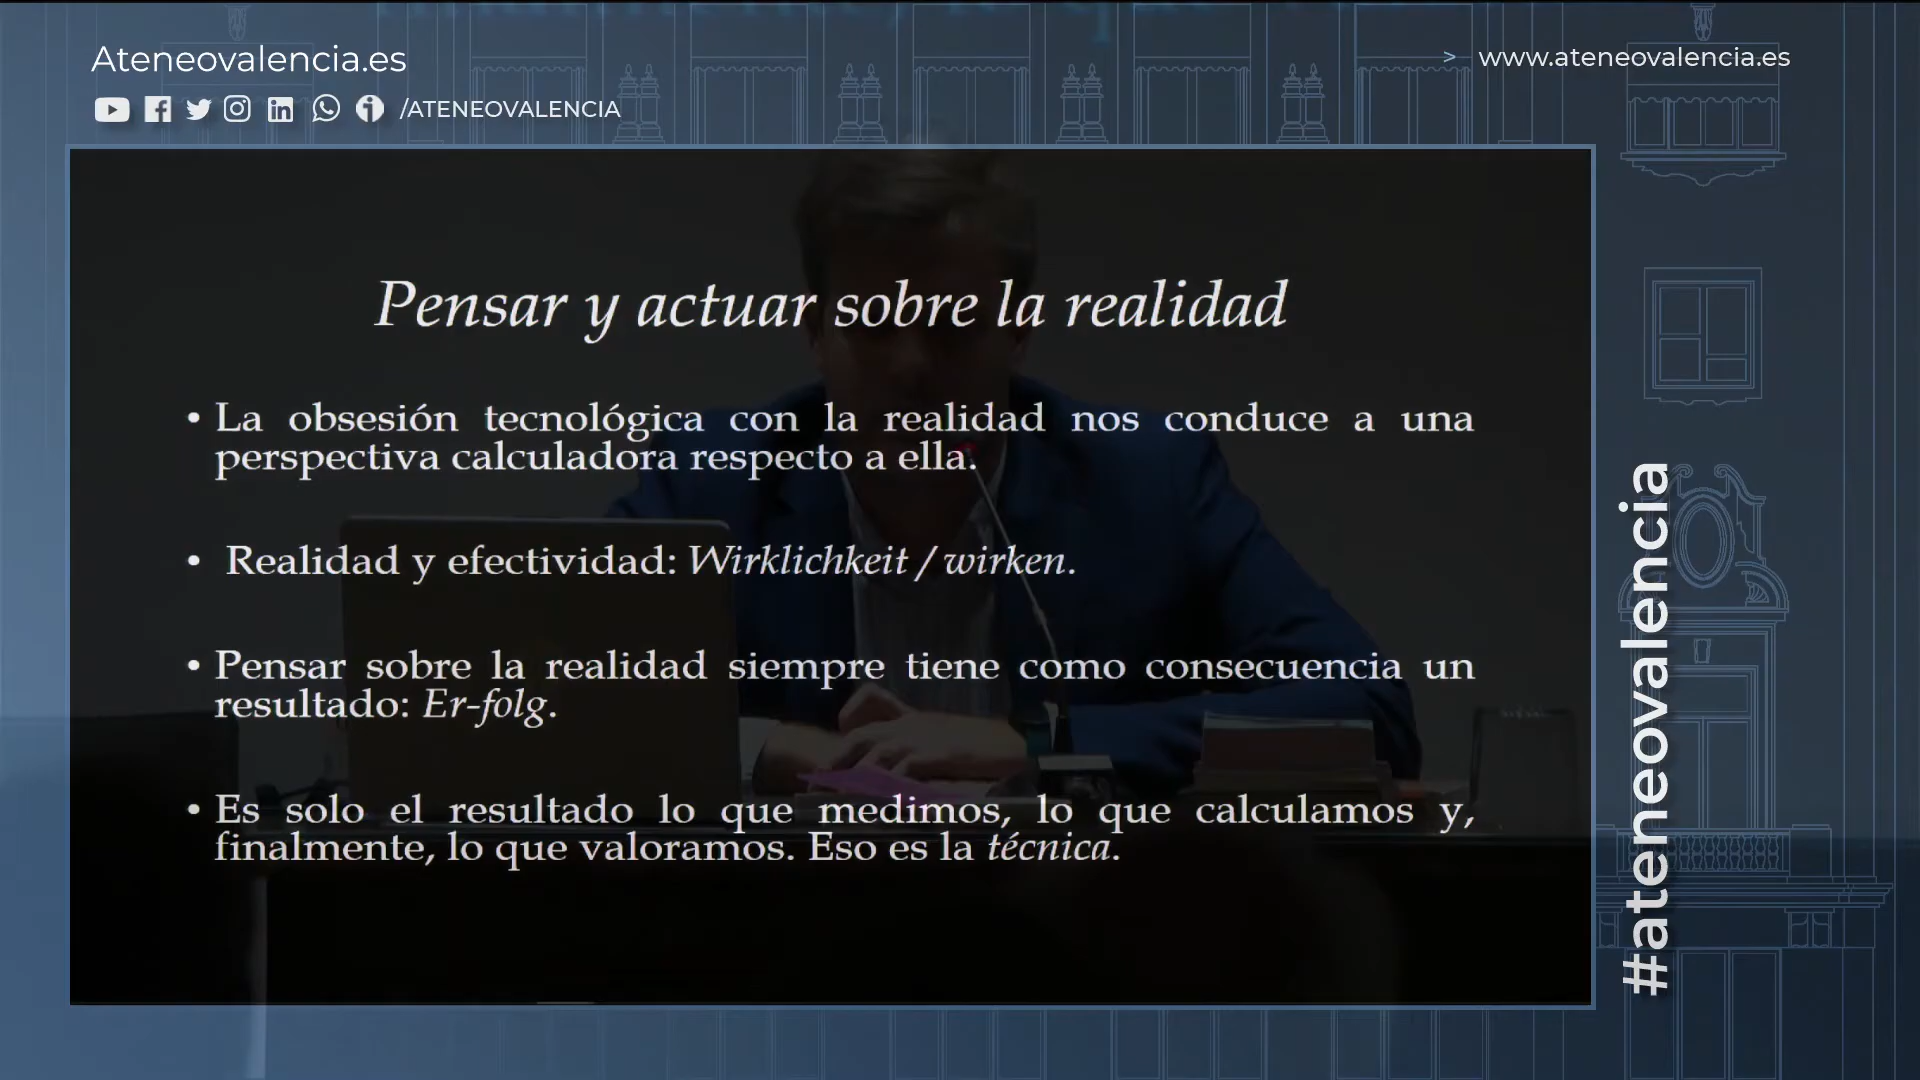 Ateneovalencia.es
> www.ateneovalencia.es
/ATENEOVALENCIA
Pensar y actuar sobre la realidad
• La obsesión tecnológica con la realidad nos conduce a una
perspectiva calculadora respecto a ella.
• Realidad y efectividad: Wirklichkeit / wirken.
• Pensar sobre la realidad siempre tiene como consecuencia un
resultado: Er-folg.
• Es solo el resultado lo que medimos, lo que calculamos y,
finalmente, lo que valoramos. Eso es la técnica.
#ateneovalencia